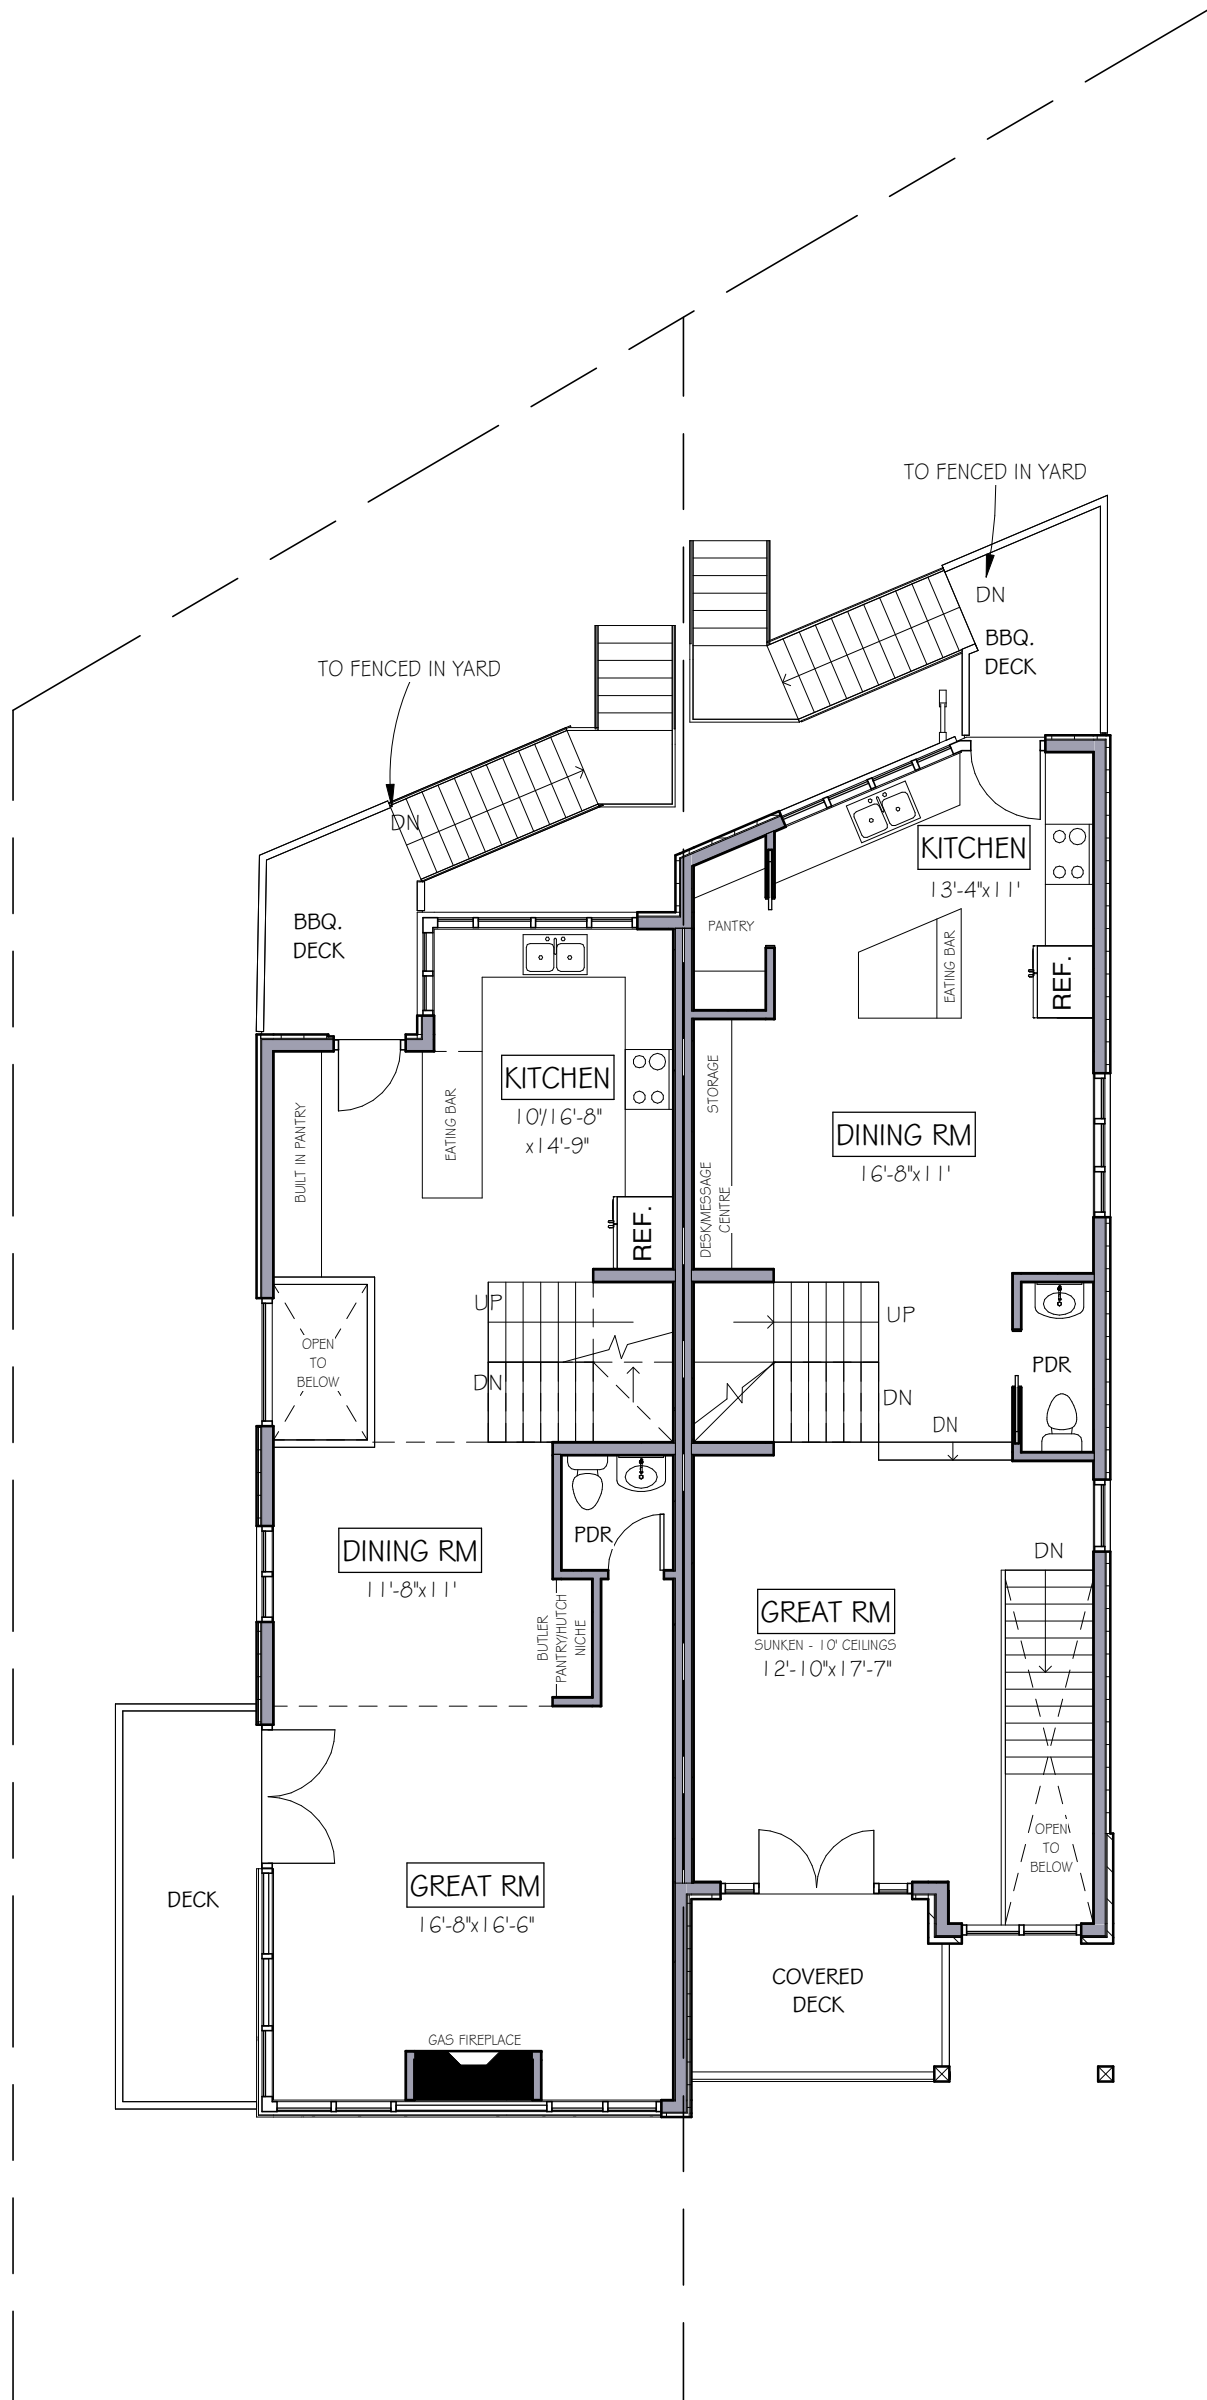 TO FENCED IN YARD
DN
BBQ.
DECK
TO FENCED IN YARD
DN
BBQ.
DECK
KITCHEN
13'-4"x11'
PANTRY
EATING BAR
REF.
KITCHEN
10'/16'-8"
x14'-9"
EATING BAR
BUILT IN PANTRY
REF.
STORAGE
DESK/MESSAGE
CENTRE
DINING RM
16'-8"x11'
UP
DN
OPEN
TO
BELOW
UP
DN
DN
PDR
PDR
DINING RM
11'-8"x11'
BUTLER
PANTRY/HUTCH
NICHE
DN
GREAT RM
SUNKEN - 10' CEILINGS
12'-10"x17'-7"
OPEN
TO
BELOW
DECK
GREAT RM
16'-8"x16'-6"
COVERED
DECK
GAS FIREPLACE